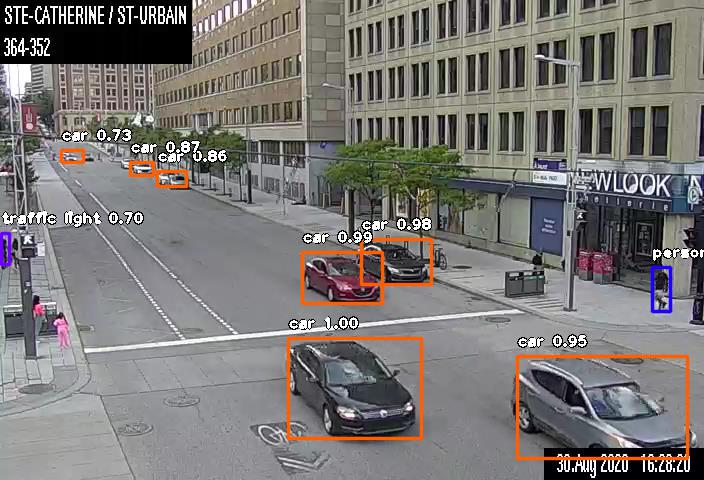 STE-CATHERINE / ST-URBAIN
364-352
car 0.73
car 0.87
car 0.86
traffic light 0.70
car 0.99
car 0.98
person
NEWLOOK N
car 1.00
car 0.95
30.Aug 2020 16:28:20